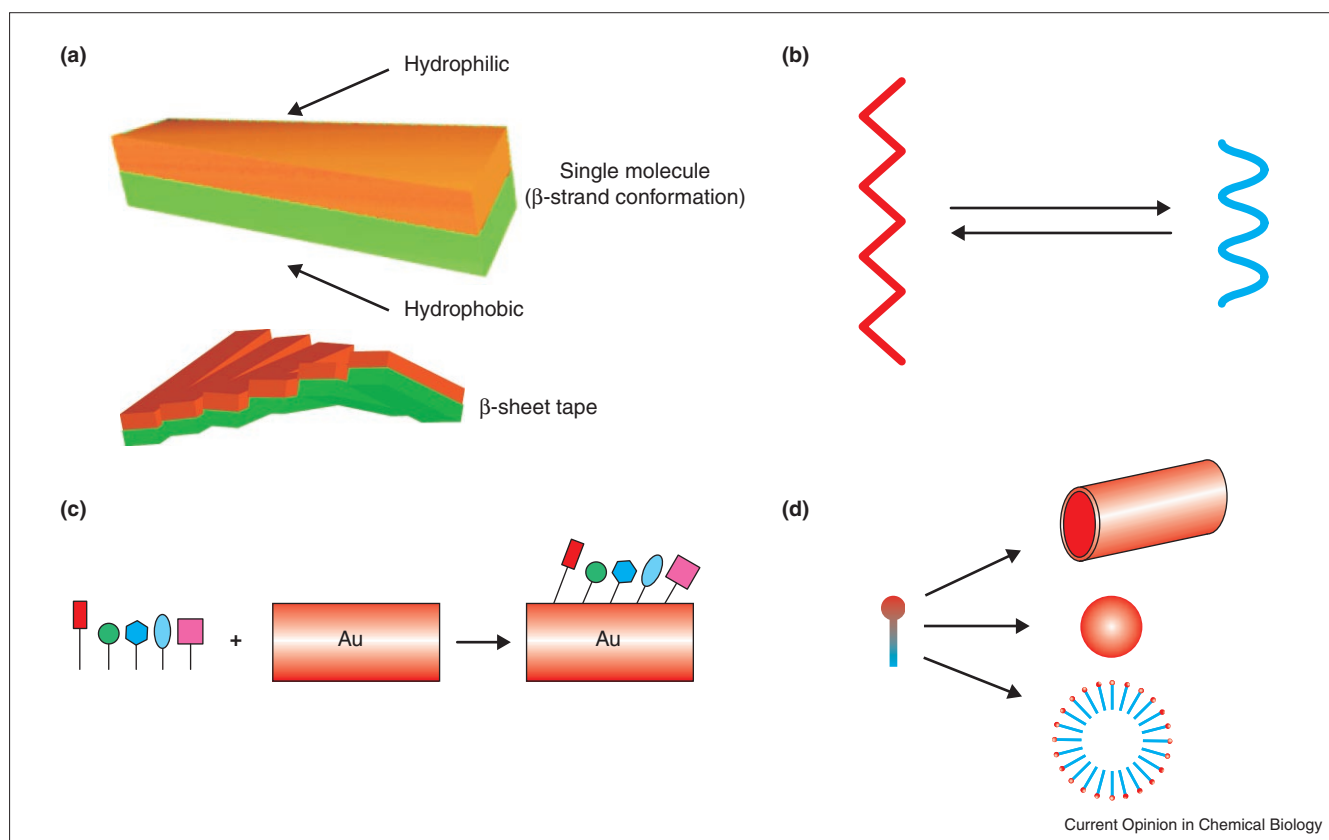 (a)
Hydrophilic
Single molecule
(β-strand conformation)
Hydrophobic
β-sheet tape
(b)
(c)
+
Au
Au
(d)
Current Opinion in Chemical Biology